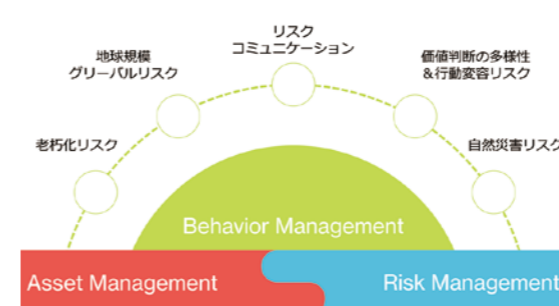 リスク
コミュニケーション
地球規模
グリーバルリスク
価値判断の多様性
&行動変容リスク
老朽化リスク
自然災害リスク
Behavior Management
Asset Management
Risk Management